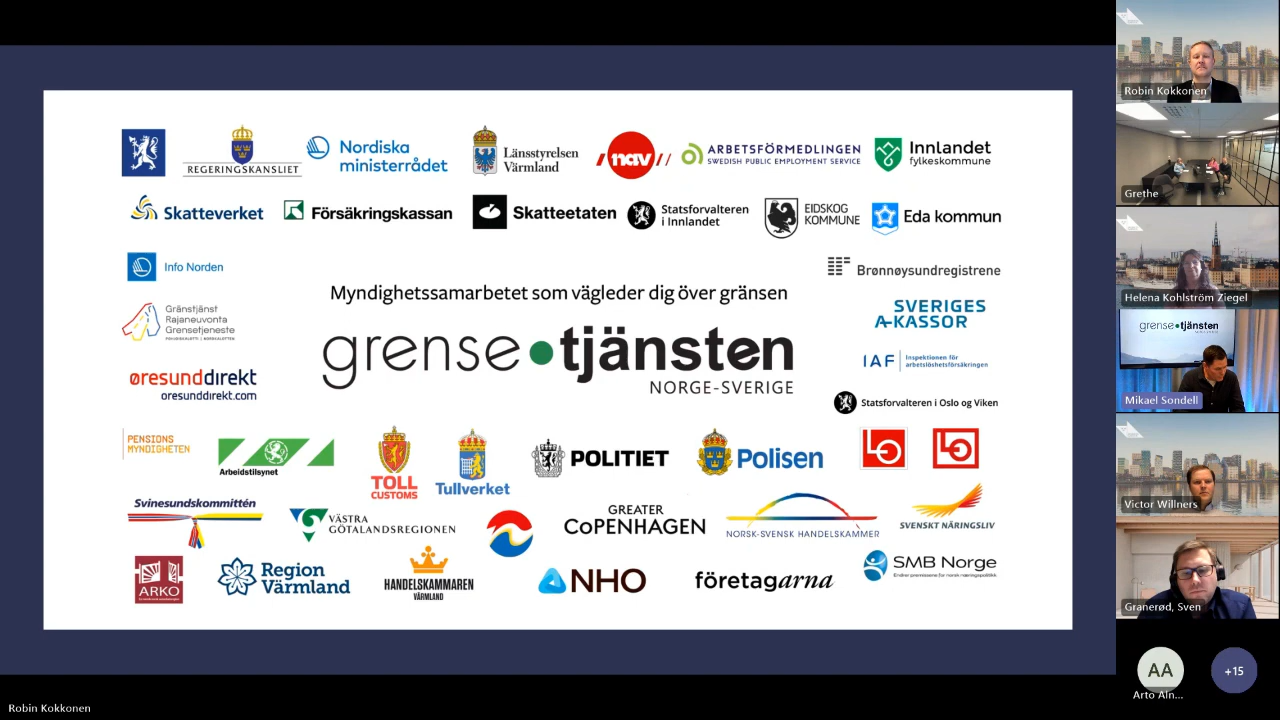 REGERINGSKANSLIET
Nordiska
ministerrådet
Länsstyrelsen
Värmland
nav
ARBETSFÖRMEDLINGEN
SWEDISH PUBLIC EMPLOYMENT SERVICE
Innlandet
fylkeskommune
Skatteverket
Försäkringskassan
Skatteetaten
Statsforvalteren
i Innlandet
EIDSKOG
KOMMUNE
Eda kommun
Info Norden
Brønnøysundregistrene
Myndighetssamarbetet som vägleder dig över gränsen
grense•tjänsten
NORGE-SVERIGE
Gränstjänst
Rajaneuvonta
Grensetjeneste
SVERIGES
A-KASSOR
IAF
Inspektionen för
arbetslöshetsförsäkringen
øresunddirekt
oresunddirekt.com
Statsforvalteren i Oslo og Viken
PENSIONS
MYNDIGHETEN
Arbeidstilsynet
TOLL
CUSTOMS
Tullverket
POLITIET
Polisen
LO
LO
Svinesundskommittén
VÄSTRA
GÖTALANDSREGIONEN
GREATER
COPENHAGEN
NORSK-SVENSK HANDELSKAMMER
SVENSKT NÄRINGSLIV
ARKO
Region
Värmland
HANDELSKAMMAREN
VÄRMLAND
NHO
företagarna
SMB Norge
Robin Kokkonen
Grethe
Helena Kohlström Ziegel
grense•tjänsten
Mikael Sondell
Victor Willners
Granerød, Sven
AA
Arto Aln...
+15
Robin Kokkonen